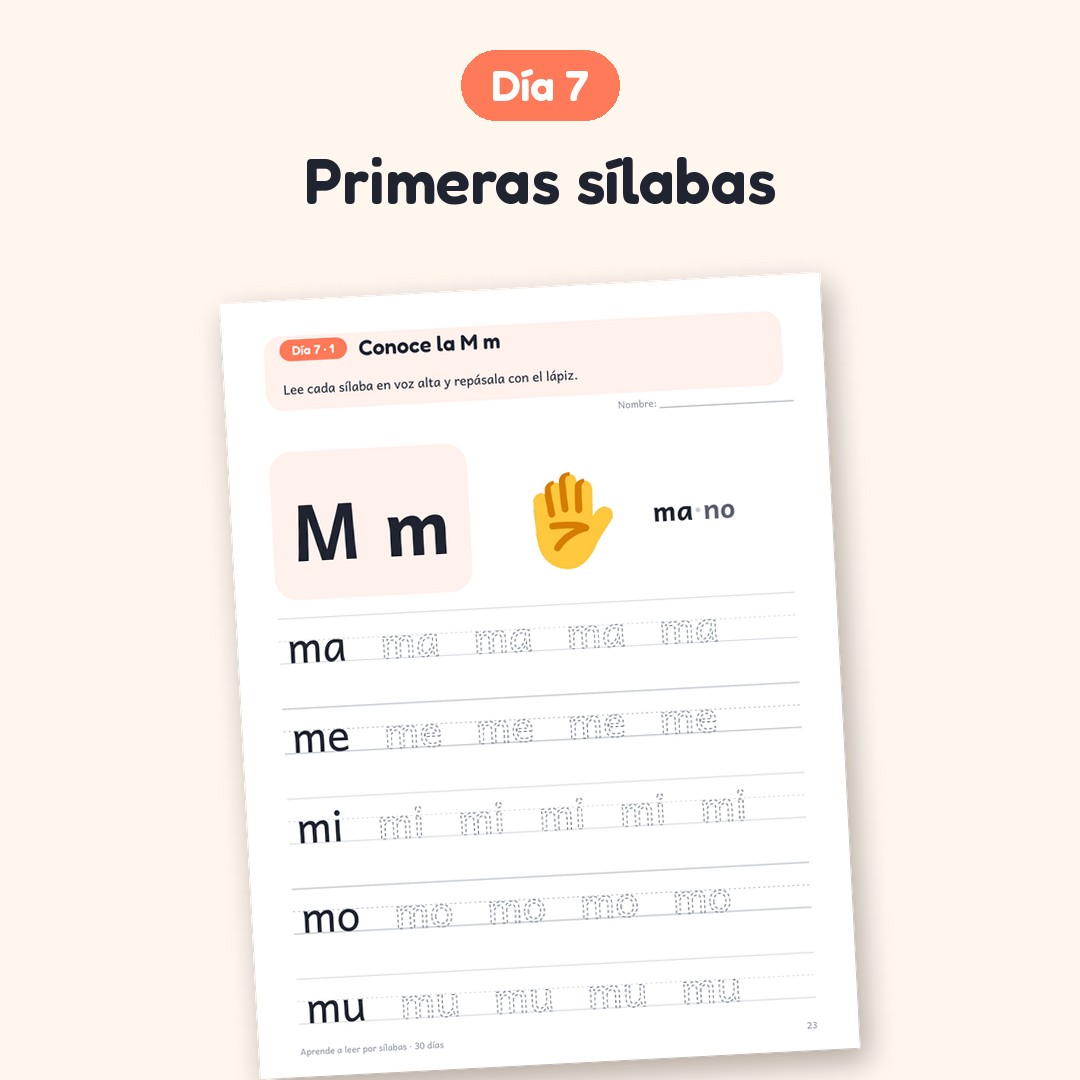 Día 7
Primeras sílabas
Día 7 · 1 Conoce la M m
Lee cada sílaba en voz alta y repásala con el lápiz.
Nombre:
M m
ma·no
ma ma ma ma ma
me me me me me
mi mi mi mi mi mi
mo mo mo mo mo
mu mu mu mu mu
Aprende a leer por sílabas · 30 días
23